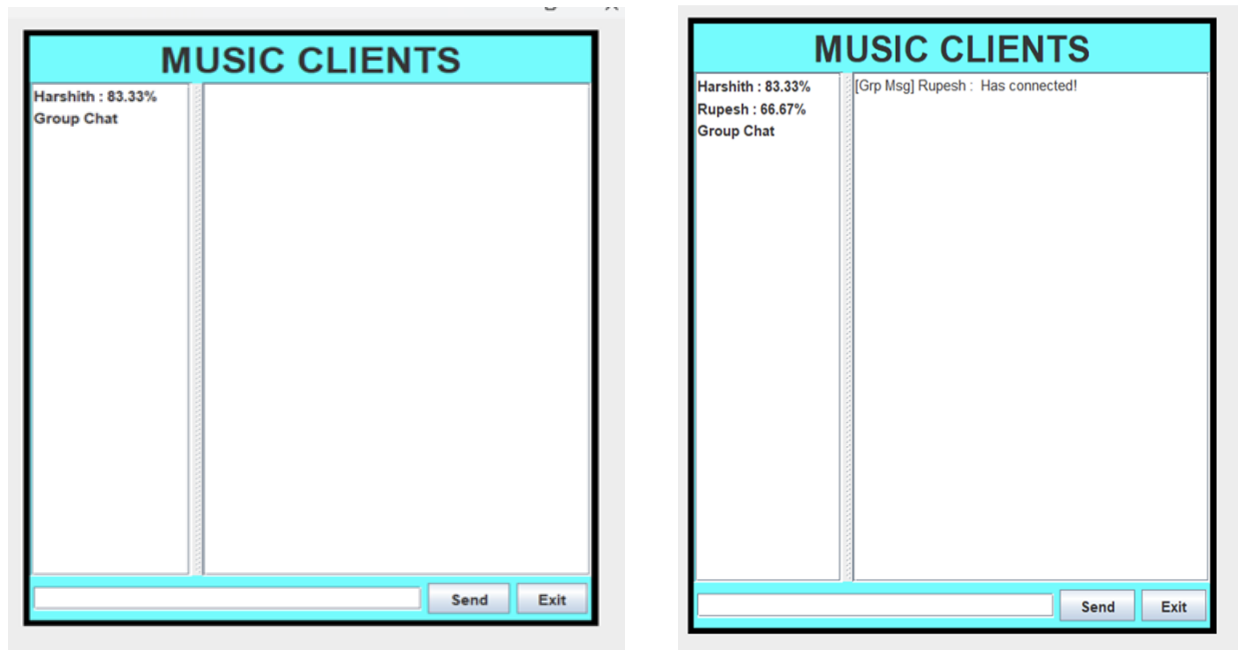 MUSIC CLIENTS
Harshith : 83.33%
Group Chat
Send
Exit
MUSIC CLIENTS
Harshith : 83.33%
Rupesh : 66.67%
Group Chat
[Grp Msg] Rupesh :  Has connected!
Send
Exit